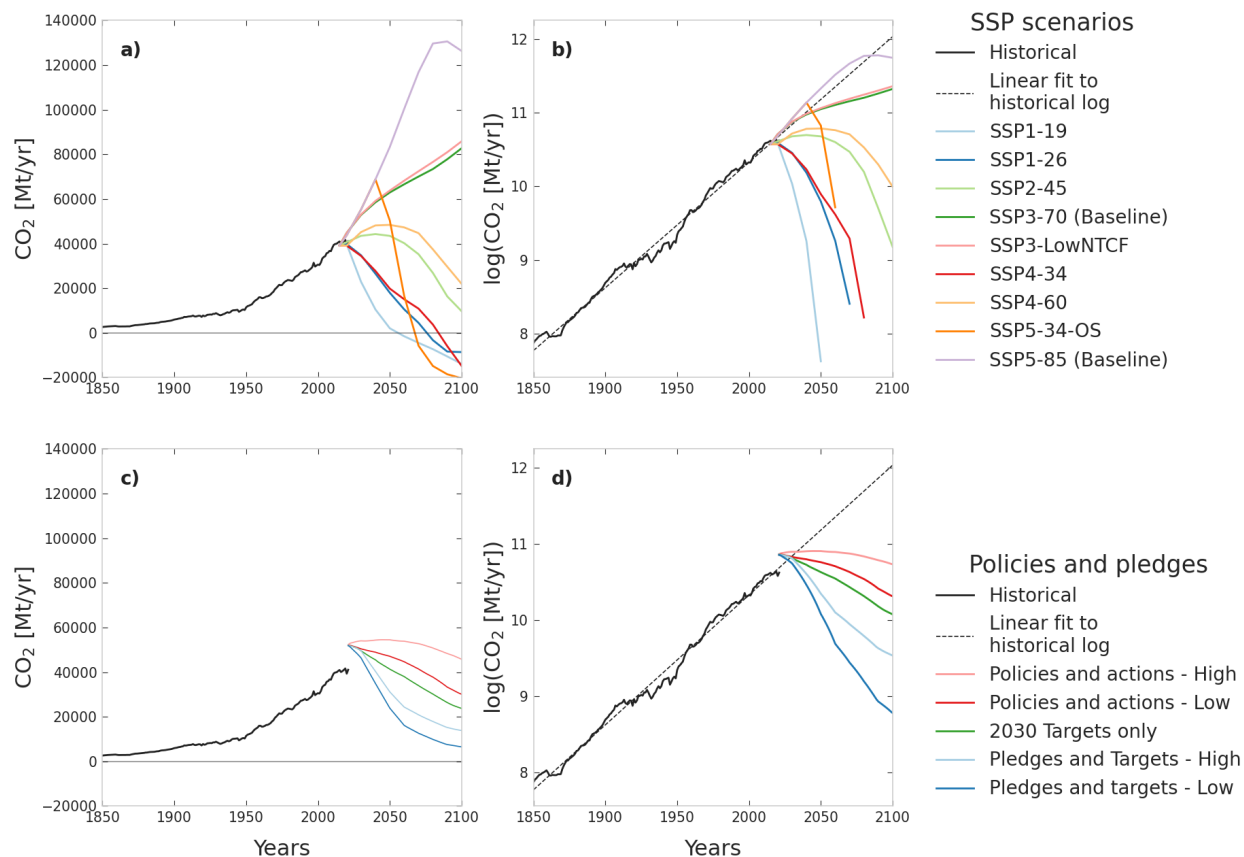 a)
140000
120000
100000
80000
60000
40000
20000
0
−20000
CO₂ [Mt/yr]
1850
1900
1950
2000
2050
2100
b)
12
11
10
9
8
log(CO₂ [Mt/yr])
1850
1900
1950
2000
2050
2100
SSP scenarios
Historical
Linear fit to
historical log
SSP1-19
SSP1-26
SSP2-45
SSP3-70 (Baseline)
SSP3-LowNTCF
SSP4-34
SSP4-60
SSP5-34-OS
SSP5-85 (Baseline)
c)
140000
120000
100000
80000
60000
40000
20000
0
−20000
CO₂ [Mt/yr]
1850
1900
1950
2000
2050
2100
Years
d)
12
11
10
9
8
log(CO₂ [Mt/yr])
1850
1900
1950
2000
2050
2100
Years
Policies and pledges
Historical
Linear fit to
historical log
Policies and actions - High
Policies and actions - Low
2030 Targets only
Pledges and Targets - High
Pledges and targets - Low